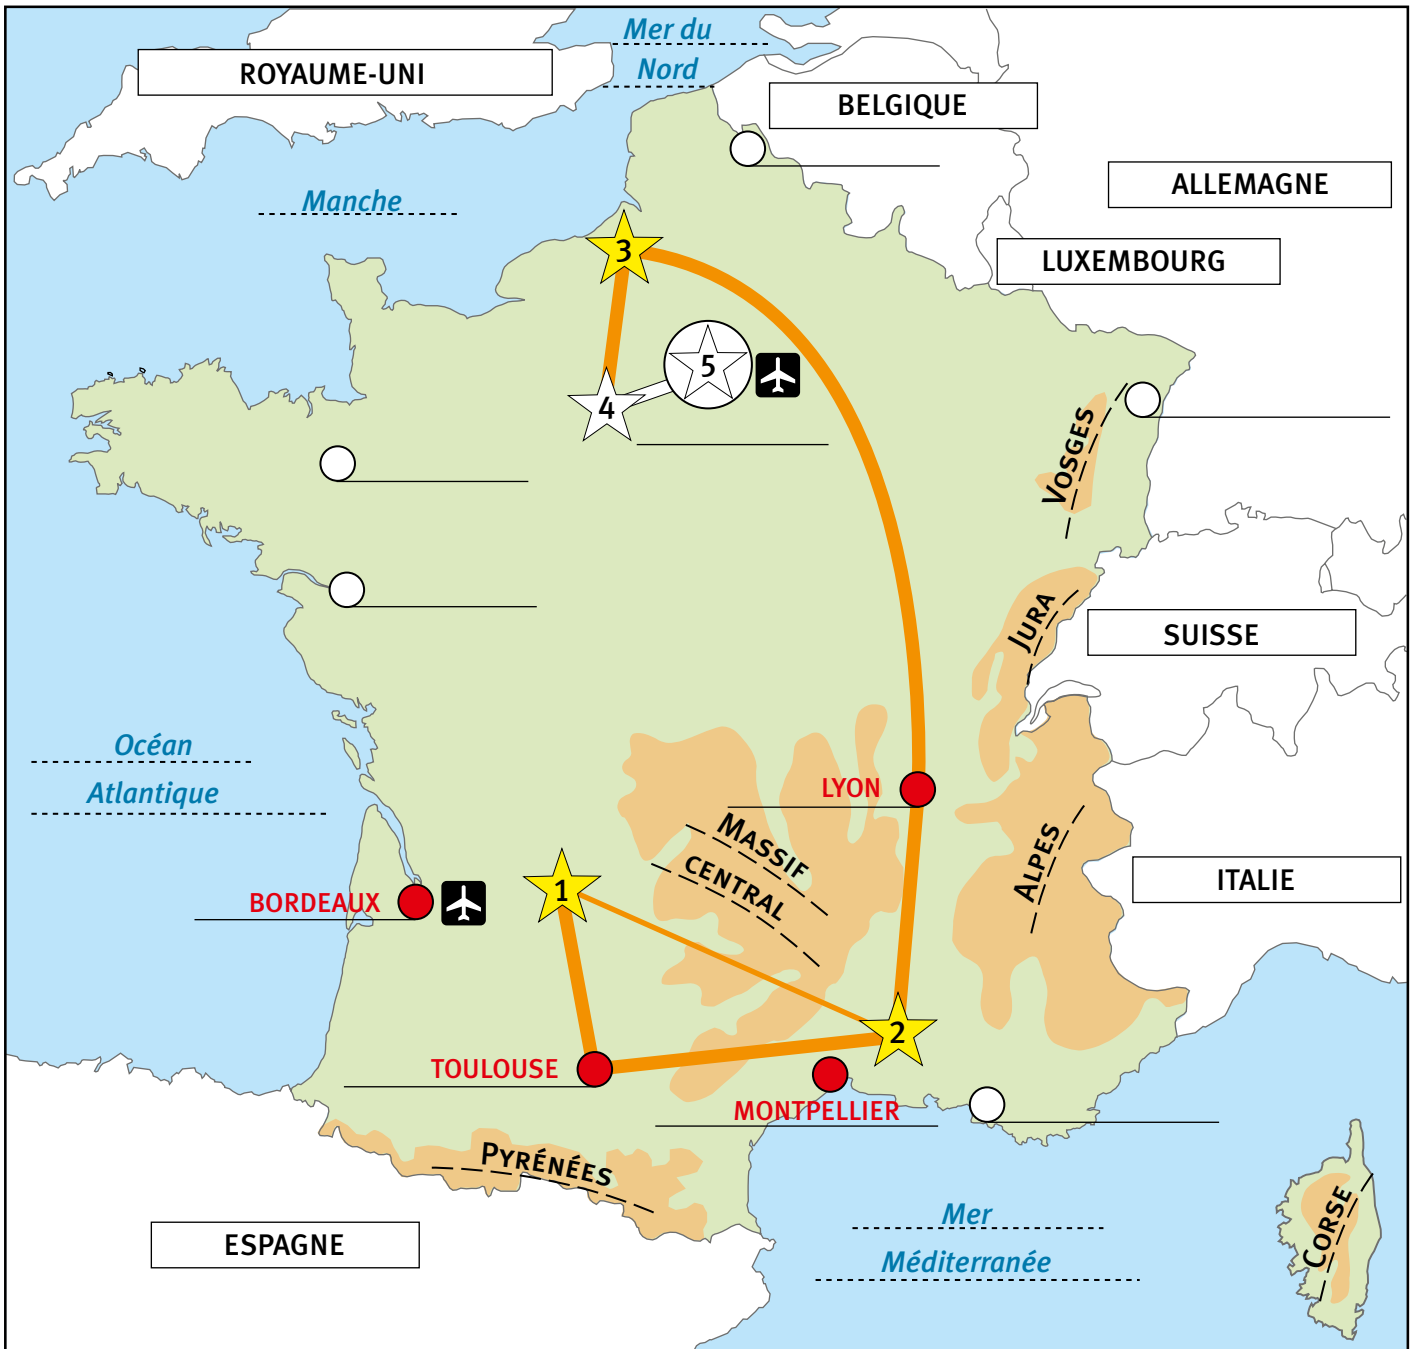 Mer du
Nord
ROYAUME-UNI
BELGIQUE
ALLEMAGNE
Manche
LUXEMBOURG
3
5
4
VOSGES
JURA
SUISSE
Océan
Atlantique
LYON
MASSIF
CENTRAL
ALPES
ITALIE
1
BORDEAUX
2
TOULOUSE
MONTPELLIER
PYRÉNÉES
CORSE
Mer
Méditerranée
ESPAGNE